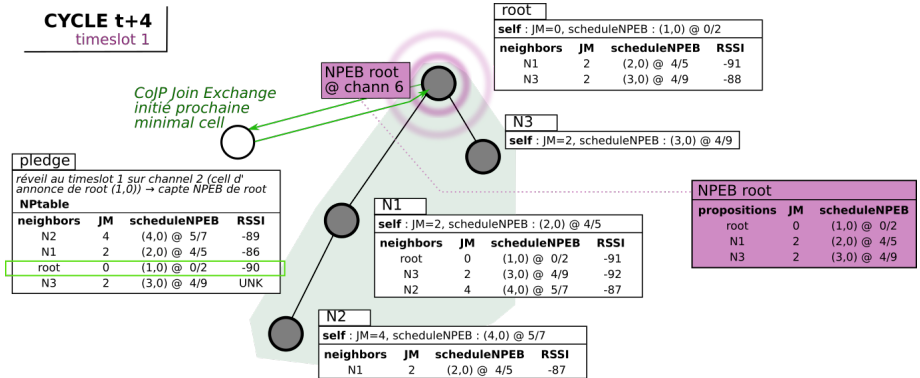 CYCLE t+4
timeslot 1
root
self : JM=0, scheduleNPEB : (1,0) @ 0/2
neighbors JM scheduleNPEB RSSI
N1 2 (2,0) @ 4/5 -91
N3 2 (3,0) @ 4/9 -88
NPEB root
@ chann 6
CoJP Join Exchange
initié prochaine
minimal cell
N3
self : JM=2, scheduleNPEB : (3,0) @ 4/9
pledge
réveil au timeslot 1 sur channel 2 (cell d'
annonce de root (1,0)) → capte NPEB de root
NPtable
neighbors JM scheduleNPEB RSSI
N2 4 (4,0) @ 5/7 -89
N1 2 (2,0) @ 4/5 -86
root 0 (1,0) @ 0/2 -90
N3 2 (3,0) @ 4/9 UNK
N1
self : JM=2, scheduleNPEB : (2,0) @ 4/5
neighbors JM scheduleNPEB RSSI
root 0 (1,0) @ 0/2 -91
N3 2 (3,0) @ 4/9 -92
N2 4 (4,0) @ 5/7 -87
NPEB root
propositions JM scheduleNPEB
root 0 (1,0) @ 0/2
N1 2 (2,0) @ 4/5
N3 2 (3,0) @ 4/9
N2
self : JM=4, scheduleNPEB : (4,0) @ 5/7
neighbors JM scheduleNPEB RSSI
N1 2 (2,0) @ 4/5 -87